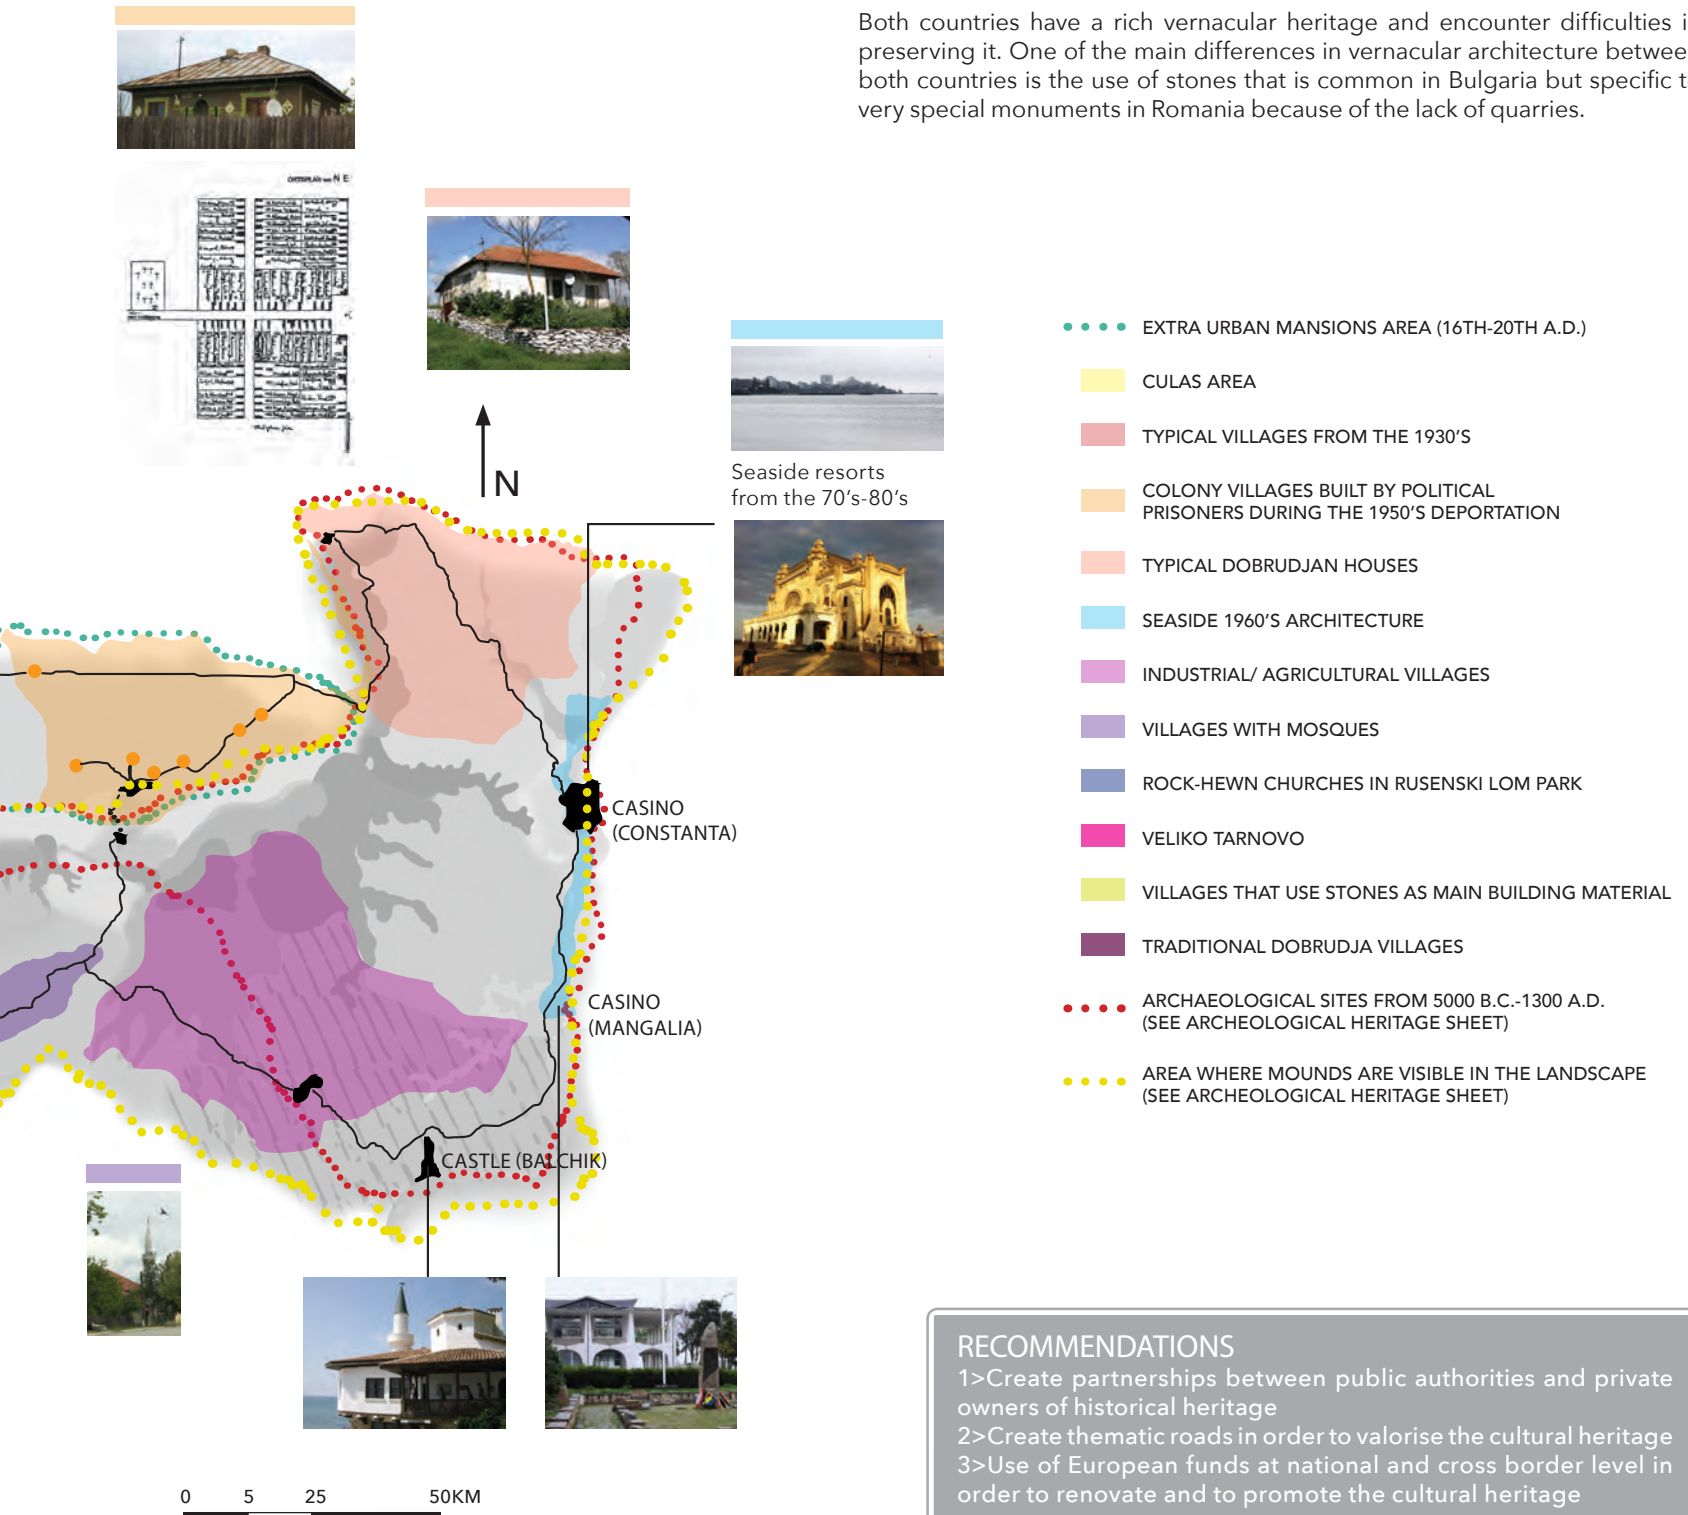 Both countries have a rich vernacular heritage and encounter difficulties i
preserving it. One of the main differences in vernacular architecture betwee
both countries is the use of stones that is common in Bulgaria but specific t
very special monuments in Romania because of the lack of quarries.
N
Seaside resorts
from the 70's-80's
EXTRA URBAN MANSIONS AREA (16TH-20TH A.D.)
CULAS AREA
TYPICAL VILLAGES FROM THE 1930'S
COLONY VILLAGES BUILT BY POLITICAL
PRISONERS DURING THE 1950'S DEPORTATION
TYPICAL DOBRUDJAN HOUSES
SEASIDE 1960'S ARCHITECTURE
INDUSTRIAL/ AGRICULTURAL VILLAGES
VILLAGES WITH MOSQUES
ROCK-HEWN CHURCHES IN RUSENSKI LOM PARK
VELIKO TARNOVO
VILLAGES THAT USE STONES AS MAIN BUILDING MATERIAL
TRADITIONAL DOBRUDJA VILLAGES
ARCHAEOLOGICAL SITES FROM 5000 B.C.-1300 A.D.
(SEE ARCHEOLOGICAL HERITAGE SHEET)
AREA WHERE MOUNDS ARE VISIBLE IN THE LANDSCAPE
(SEE ARCHEOLOGICAL HERITAGE SHEET)
CASINO
(CONSTANTA)
CASINO
(MANGALIA)
CASTLE (BALCHIK)
RECOMMENDATIONS
1>Create partnerships between public authorities and private
owners of historical heritage
2>Create thematic roads in order to valorise the cultural heritage
3>Use of European funds at national and cross border level in
order to renovate and to promote the cultural heritage
0 5 25 50KM